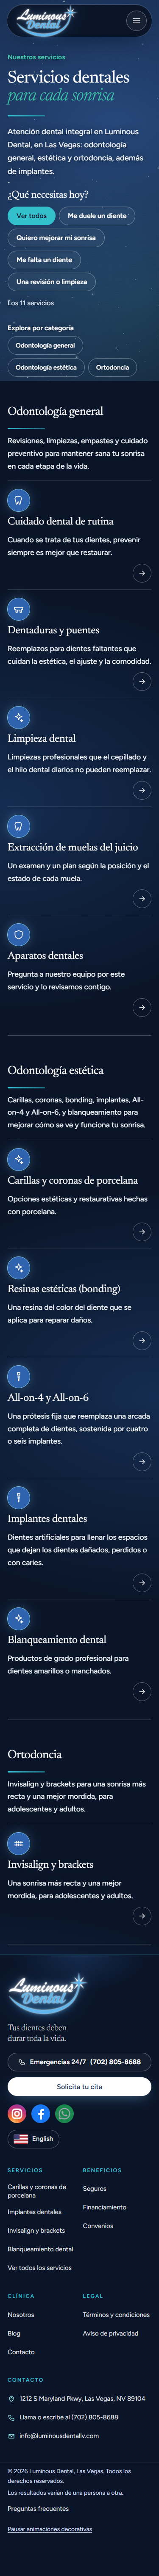 Luminous
Dental
Nuestros servicios
Servicios dentales
para cada sonrisa
Atención dental integral en Luminous
Dental, en Las Vegas: odontología
general, estética y ortodoncia, además
de implantes.
¿Qué necesitas hoy?
Ver todos
Me duele un diente
Quiero mejorar mi sonrisa
Me falta un diente
Una revisión o limpieza
Los 11 servicios
Explora por categoría
Odontología general
Odontología estética
Ortodoncia
Odontología general
Revisiones, limpiezas, empastes y cuidado
preventivo para mantener sana tu sonrisa
en cada etapa de la vida.
Cuidado dental de rutina
Cuando se trata de tus dientes, prevenir
siempre es mejor que restaurar.
Dentaduras y puentes
Reemplazos para dientes faltantes que
cuidan la estética, el ajuste y la comodidad.
Limpieza dental
Limpiezas profesionales que el cepillado y
el hilo dental diarios no pueden reemplazar.
Extracción de muelas del juicio
Un examen y un plan según la posición y el
estado de cada muela.
Aparatos dentales
Pregunta a nuestro equipo por este
servicio y lo revisamos contigo.
Odontología estética
Carillas, coronas, bonding, implantes, All-
on-4 y All-on-6, y blanqueamiento para
mejorar cómo se ve y funciona tu sonrisa.
Carillas y coronas de porcelana
Opciones estéticas y restaurativas hechas
con porcelana.
Resinas estéticas (bonding)
Una resina del color del diente que se
aplica para reparar daños.
All-on-4 y All-on-6
Una prótesis fija que reemplaza una arcada
completa de dientes, sostenida por cuatro
o seis implantes.
Implantes dentales
Dientes artificiales para llenar los espacios
que dejan los dientes dañados, perdidos o
con caries.
Blanqueamiento dental
Productos de grado profesional para
dientes amarillos o manchados.
Ortodoncia
Invisalign y brackets para una sonrisa más
recta y una mejor mordida, para
adolescentes y adultos.
Invisalign y brackets
Una sonrisa más recta y una mejor
mordida, para adolescentes y adultos.
Luminous
Dental
Tus dientes deben
durar toda la vida.
Emergencias 24/7 (702) 805-8688
Solicita tu cita
English
SERVICIOS
Carillas y coronas de
porcelana
Implantes dentales
Invisalign y brackets
Blanqueamiento dental
Ver todos los servicios
BENEFICIOS
Seguros
Financiamiento
Convenios
CLÍNICA
Nosotros
Blog
Contacto
LEGAL
Términos y condiciones
Aviso de privacidad
CONTACTO
1212 S Maryland Pkwy, Las Vegas, NV 89104
Llama o escribe al (702) 805-8688
info@luminousdentallv.com
© 2026 Luminous Dental, Las Vegas. Todos los
derechos reservados.
Los resultados varían de una persona a otra.
Preguntas frecuentes
Pausar animaciones decorativas